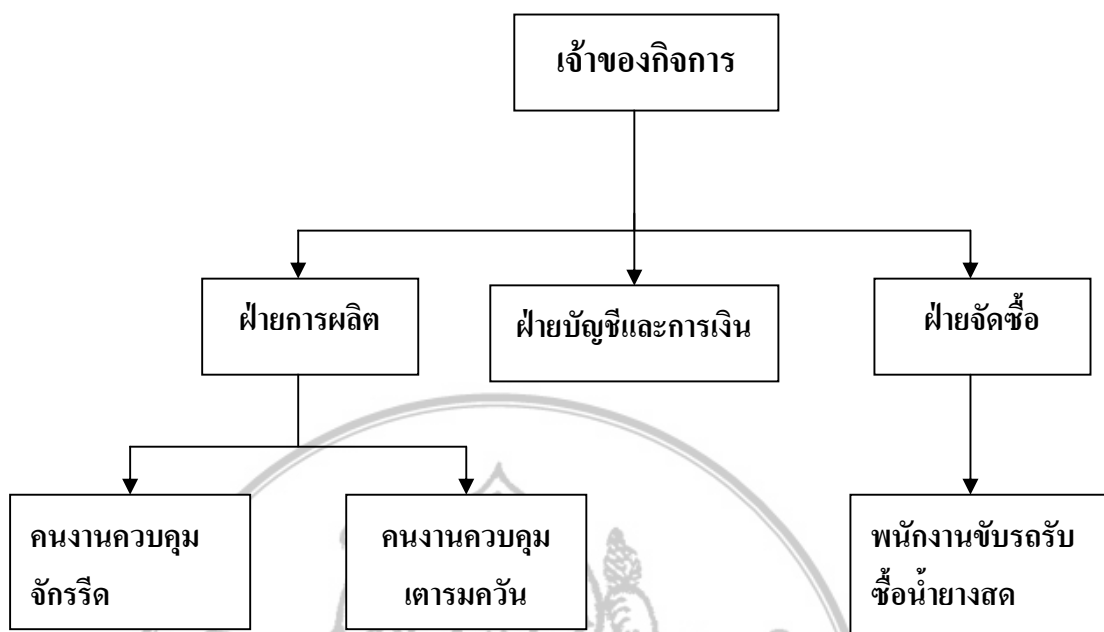 เจ้าของกิจการ
ฝ่ายการผลิต
ฝ่ายบัญชีและการเงิน
ฝ่ายจัดซื้อ
คนงานควบคุม
จักรรีด
คนงานควบคุม
เตารมควัน
พนักงานขับรถรับ
ซื้อน้ำยางสด